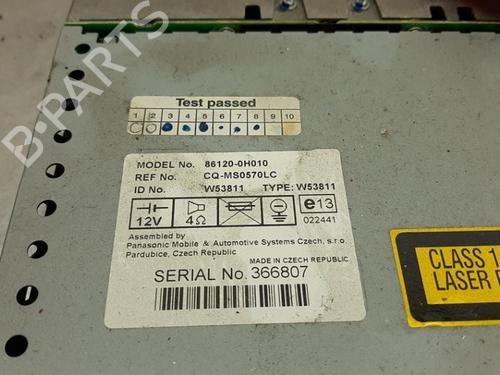 Test passed
1 2 3 4 5 6 7 8 9 10
MODEL No. 86120-0H010
REF No. CQ-MS0570LC
ID No. W53811 TYPE: W53811
12V 4Ω e13
022441
Assembled by
Panasonic Mobile & Automotive Systems Czech, s.r.o.
Pardubice, Czech Republic
MADE IN CZECH REPUBLIC
SERIAL No. 366807
CLASS 1
LASER
B-PARTS